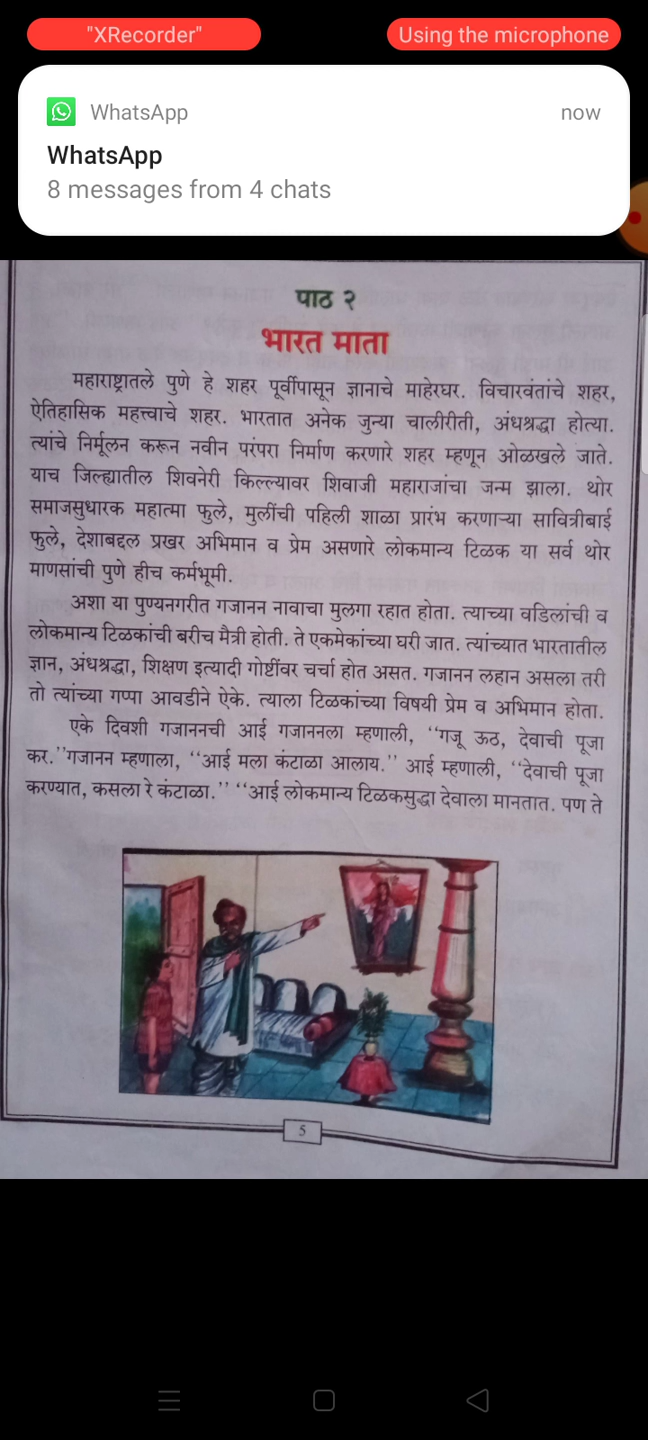 "XRecorder"
Using the microphone
WhatsApp
now
WhatsApp
8 messages from 4 chats
पाठ २
भारत माता
महाराष्ट्रातले पुणे हे शहर पूर्वीपासून ज्ञानाचे माहेरघर. विचारवंतांचे शहर,
ऐतिहासिक महत्त्वाचे शहर. भारतात अनेक जुन्या चालीरीती, अंधश्रद्धा होत्या.
त्यांचे निर्मूलन करून नवीन परंपरा निर्माण करणारे शहर म्हणून ओळखले जाते.
याच जिल्ह्यातील शिवनेरी किल्ल्यावर शिवाजी महाराजांचा जन्म झाला. थोर
समाजसुधारक महात्मा फुले, मुलींची पहिली शाळा प्रारंभ करणाऱ्या सावित्रीबाई
फुले, देशाबद्दल प्रखर अभिमान व प्रेम असणारे लोकमान्य टिळक या सर्व थोर
माणसांची पुणे हीच कर्मभूमी.
अशा या पुण्यनगरीत गजानन नावाचा मुलगा रहात होता. त्याच्या वडिलांची व
लोकमान्य टिळकांची बरीच मैत्री होती. ते एकमेकांच्या घरी जात. त्यांच्यात भारतातील
ज्ञान, अंधश्रद्धा, शिक्षण इत्यादी गोष्टींवर चर्चा होत असत. गजानन लहान असला तरी
तो त्यांच्या गप्पा आवडीने ऐके. त्याला टिळकांच्या विषयी प्रेम व अभिमान होता.
एके दिवशी गजाननची आई गजाननला म्हणाली, ‘‘गजू ऊठ, देवाची पूजा
कर.’’गजानन म्हणाला, ‘‘आई मला कंटाळा आलाय.’’ आई म्हणाली, ‘‘देवाची पूजा
करण्यात, कसला रे कंटाळा.’’ ‘‘आई लोकमान्य टिळकसुद्धा देवाला मानतात. पण ते
5